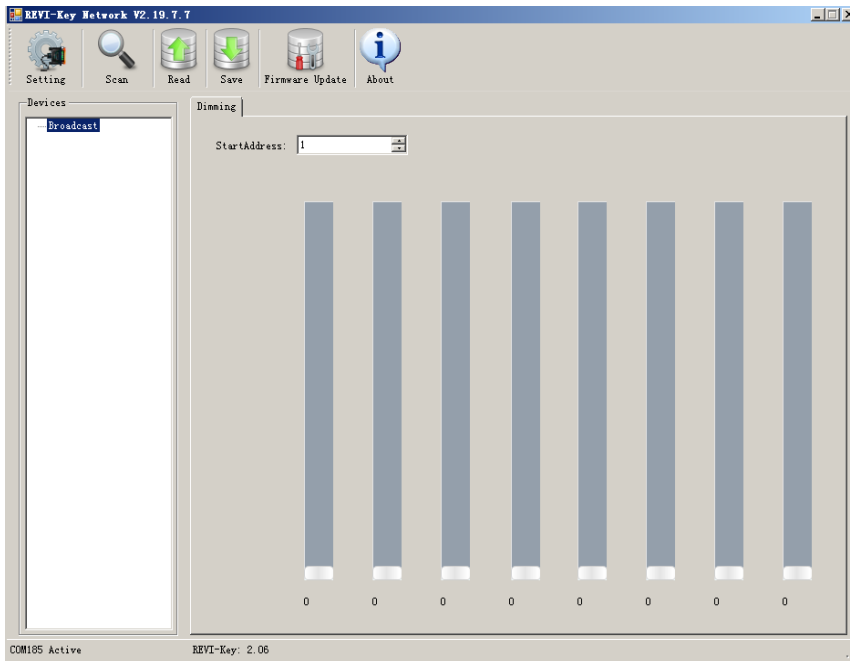 REVI-Key Network V2.19.7.7
Setting Scan Read Save Firmware Update About
Devices
Broadcast
Dimming
StartAddress: 1
0 0 0 0 0 0 0 0
COM185 Active REVI-Key: 2.06